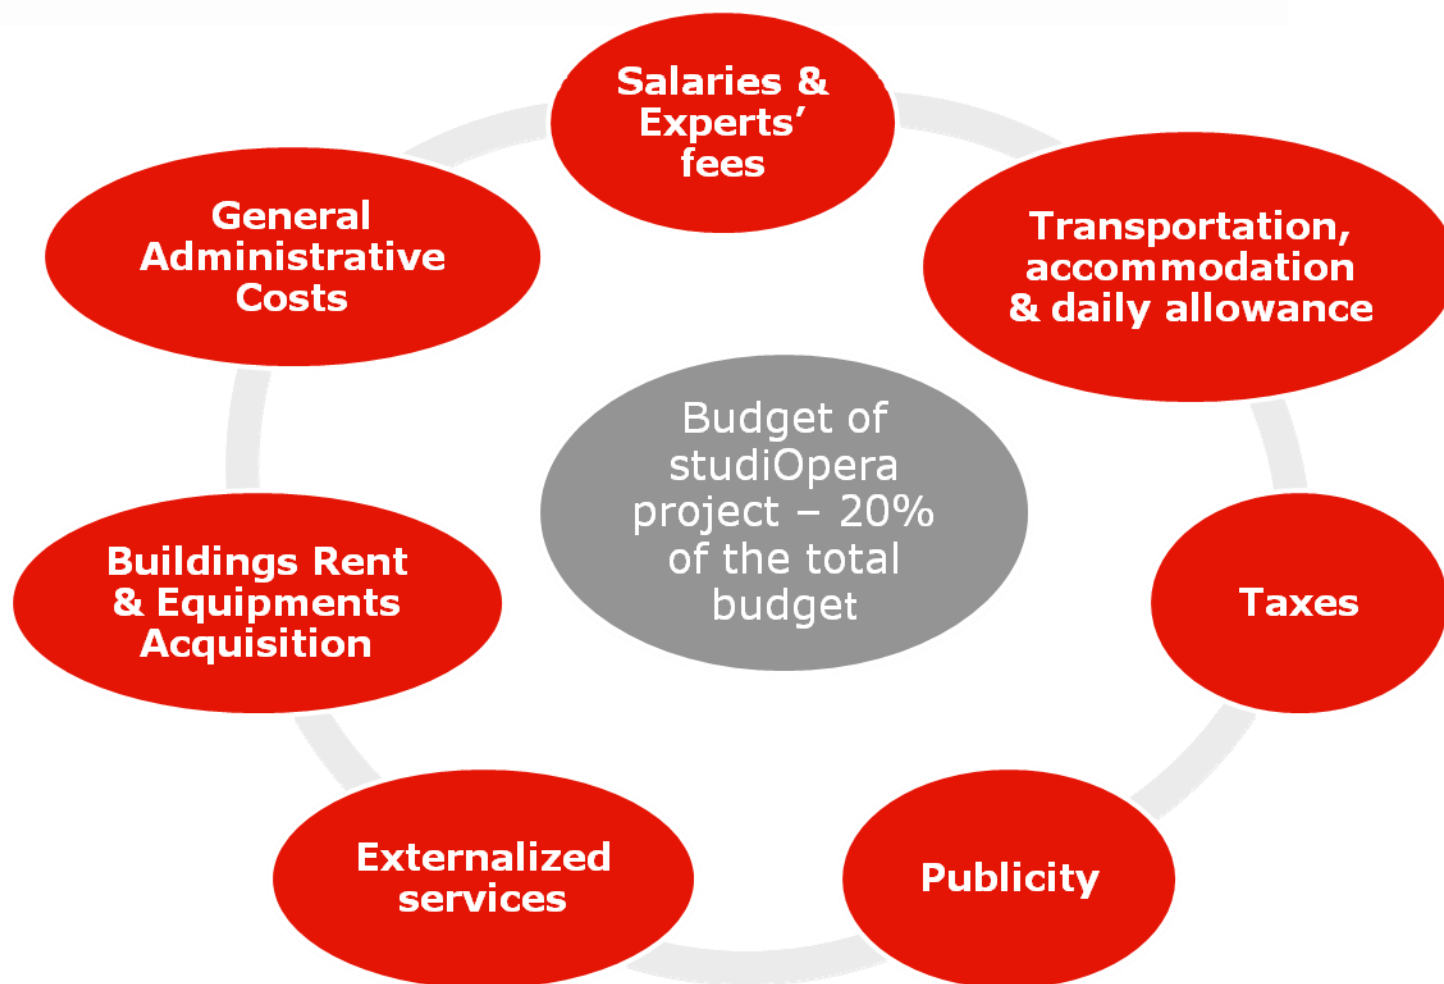 Salaries &
Experts’
fees
Transportation,
accommodation
& daily allowance
Taxes
Publicity
Externalized
services
Buildings Rent
& Equipments
Acquisition
General
Administrative
Costs
Budget of
studiOpera
project – 20%
of the total
budget